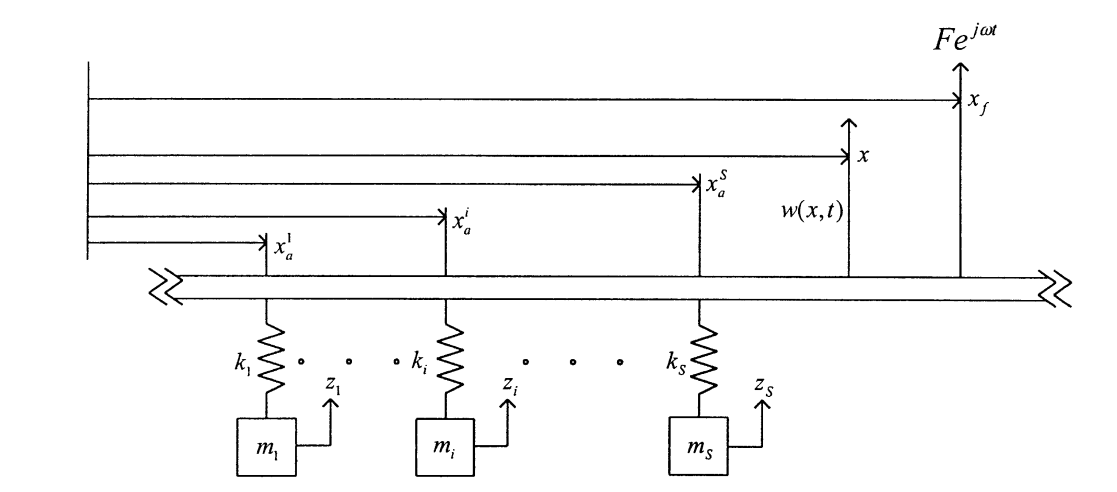 Fe^{jωt}
x_f
x
x_a^S
w(x,t)
x_a^i
x_a^1
k_1
k_i
k_S
z_1
z_i
z_S
m_1
m_i
m_S